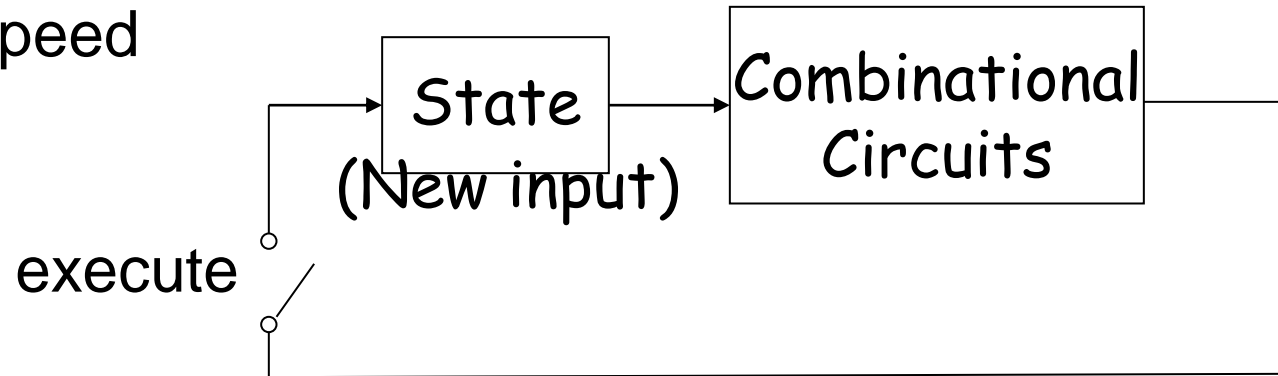 peed
State
(New input)
Combinational
Circuits
execute